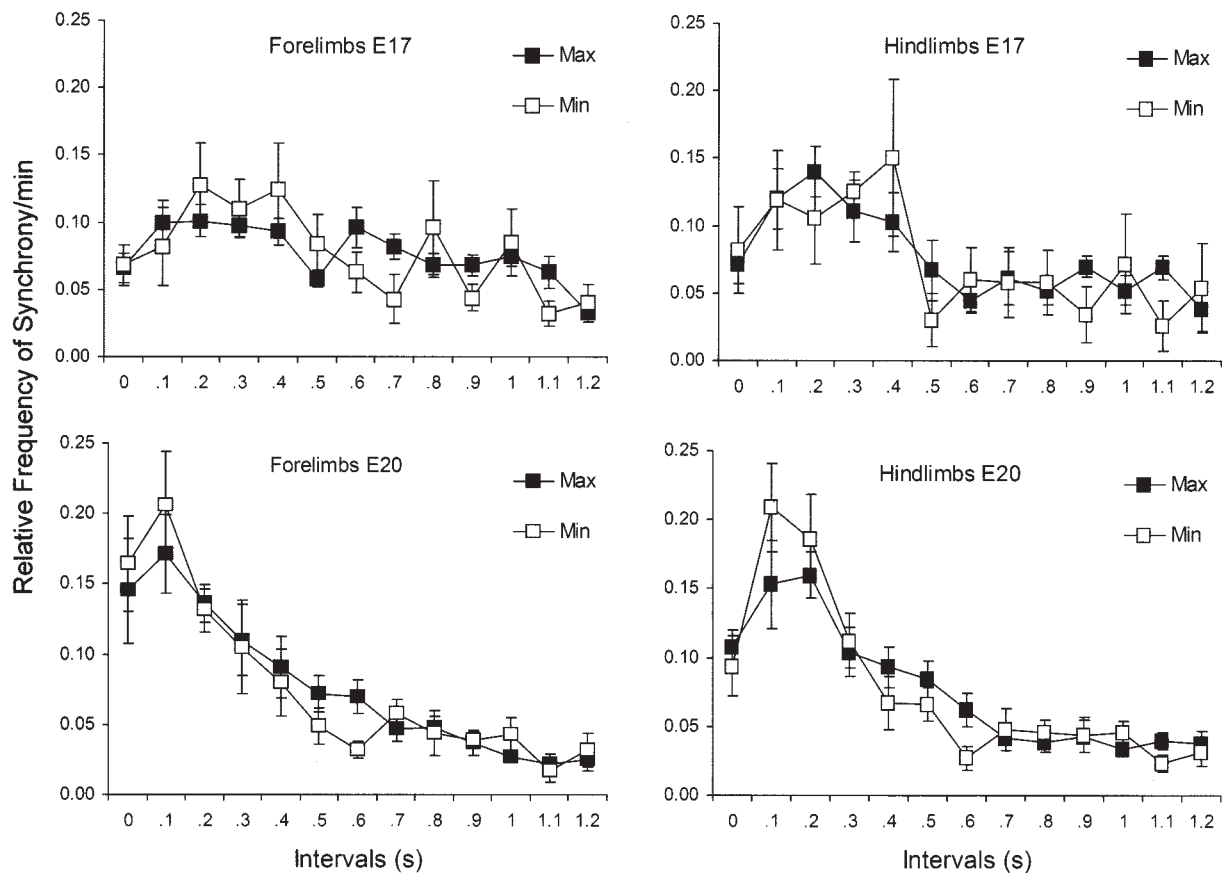 Relative Frequency of Synchrony/min
Forelimbs E17
Max
Min
0.25
0.20
0.15
0.10
0.05
0.00
0 .1 .2 .3 .4 .5 .6 .7 .8 .9 1 1.1 1.2
Hindlimbs E17
Max
Min
0.25
0.20
0.15
0.10
0.05
0.00
0 .1 .2 .3 .4 .5 .6 .7 .8 .9 1 1.1 1.2
Forelimbs E20
Max
Min
0.25
0.20
0.15
0.10
0.05
0.00
0 .1 .2 .3 .4 .5 .6 .7 .8 .9 1 1.1 1.2
Intervals (s)
Hindlimbs E20
Max
Min
0.25
0.20
0.15
0.10
0.05
0.00
0 .1 .2 .3 .4 .5 .6 .7 .8 .9 1 1.1 1.2
Intervals (s)